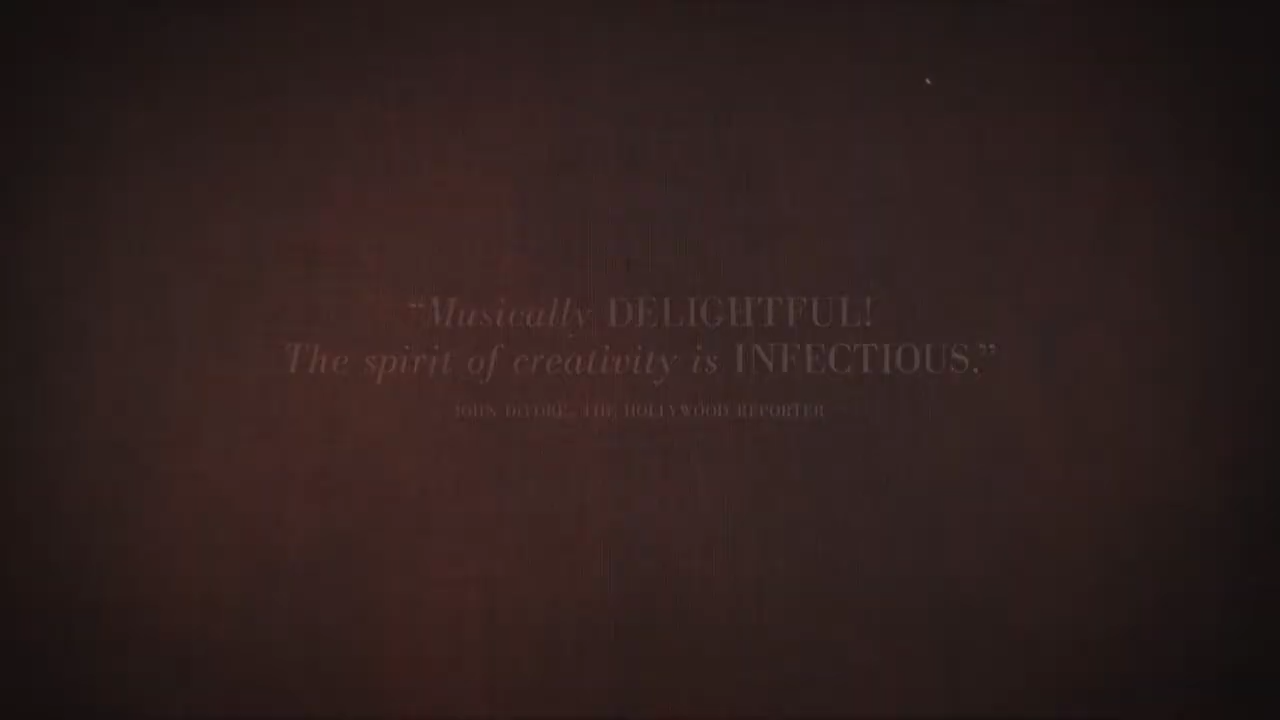 “Musically DELIGHTFUL!
The spirit of creativity is INFECTIOUS.”
JOHN DEFORE, THE HOLLYWOOD REPORTER